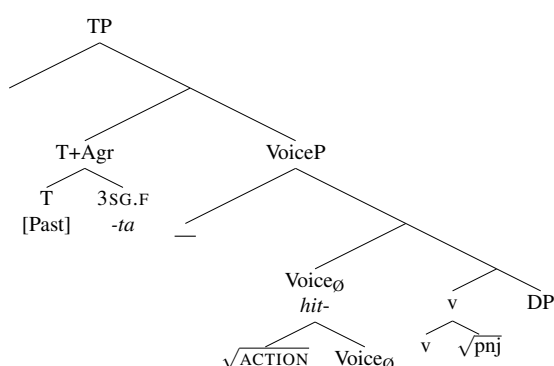 TP
T+Agr VoiceP
T 3SG.F
[Past] -ta
—
Voice∅ v DP
hit-
√ACTION Voice∅ v √pnj